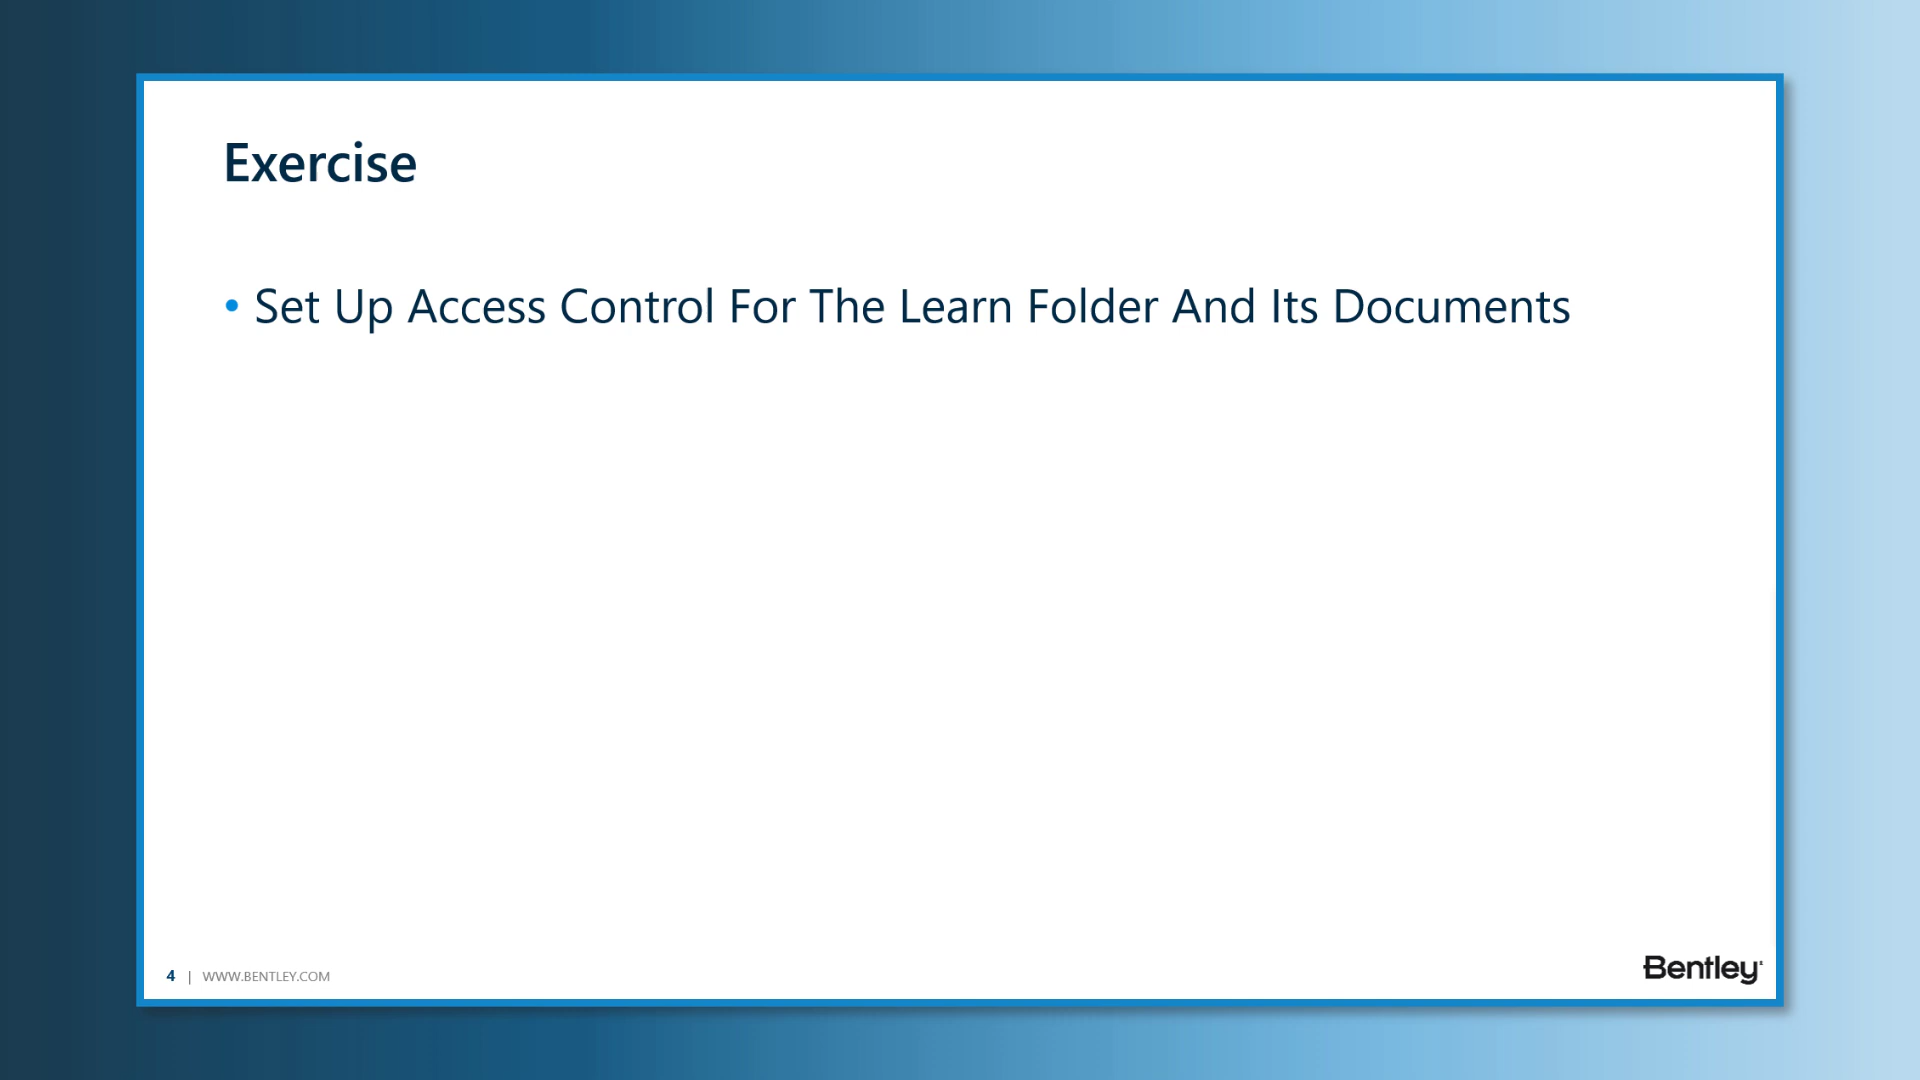 Exercise
• Set Up Access Control For The Learn Folder And Its Documents
4 | WWW.BENTLEY.COM
Bentley